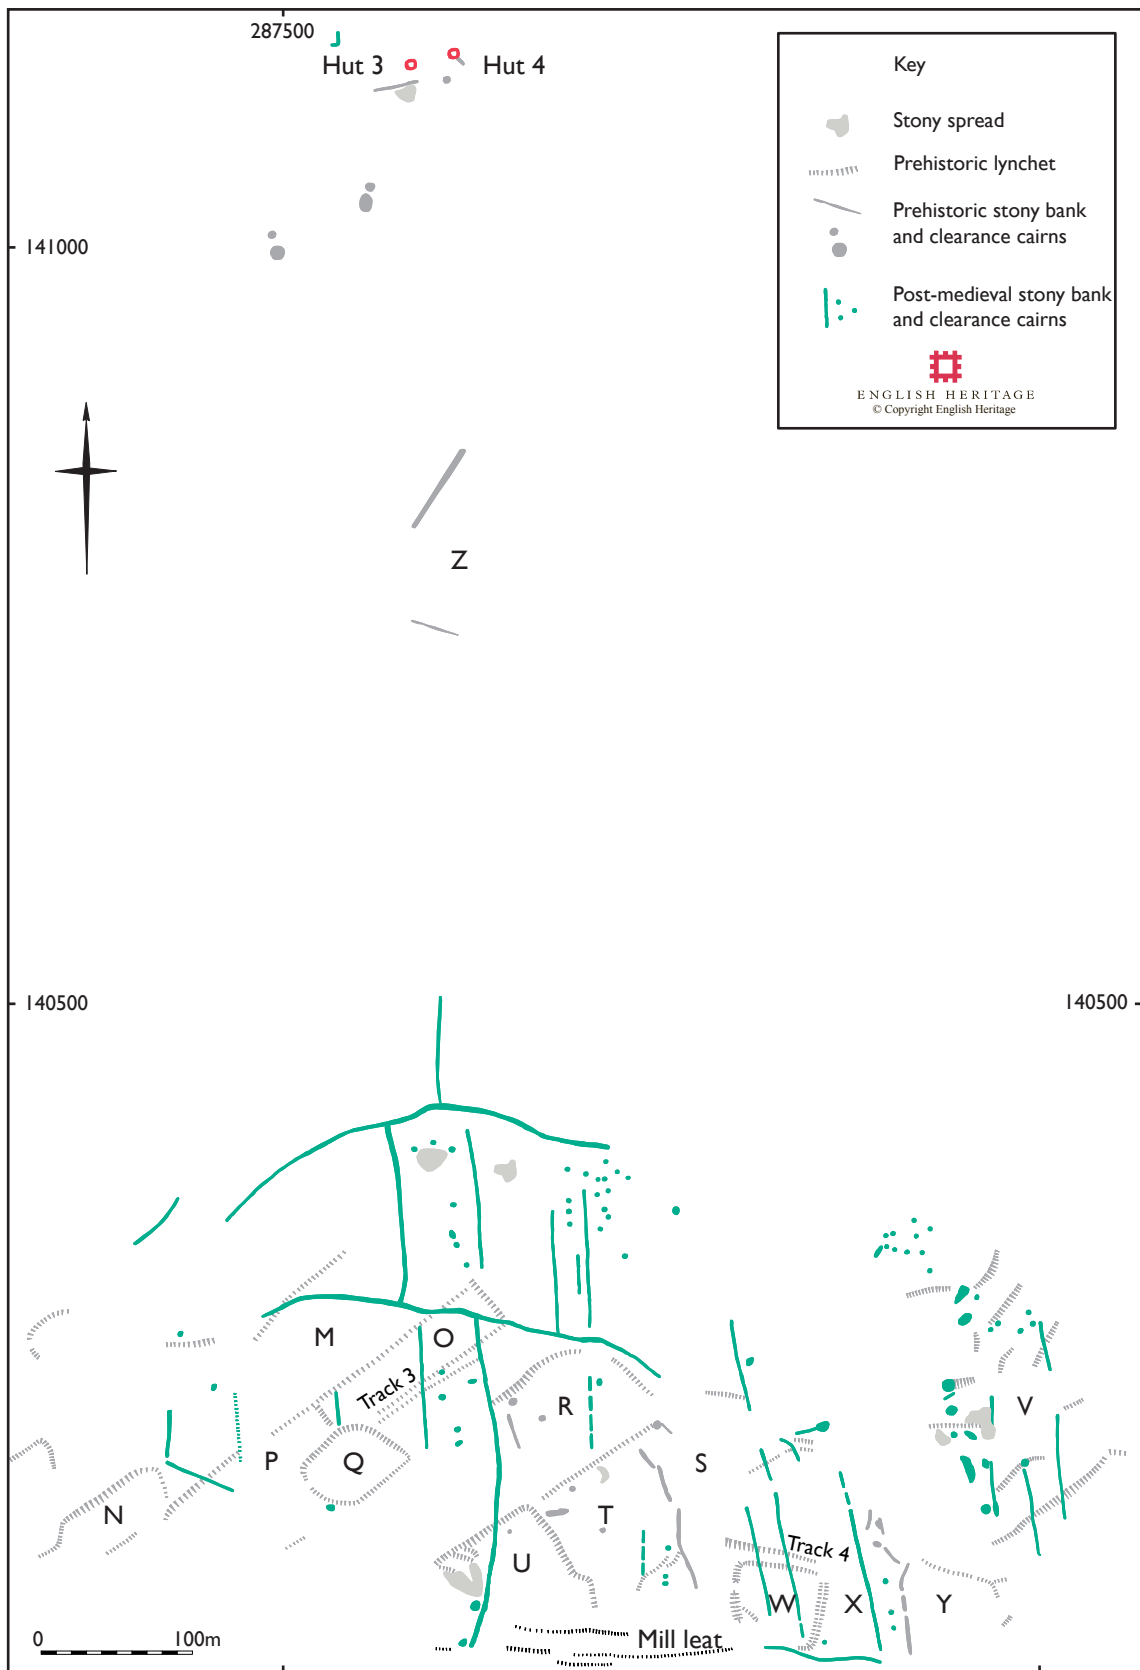 287500
Hut 3
Hut 4
Key
Stony spread
Prehistoric lynchet
Prehistoric stony bank
and clearance cairns
Post-medieval stony bank
and clearance cairns
ENGLISH HERITAGE
© Copyright English Heritage
141000
Z
140500
140500
M
O
Track 3
R
V
P
Q
S
N
T
U
Track 4
W
X
Y
0
100m
Mill leat